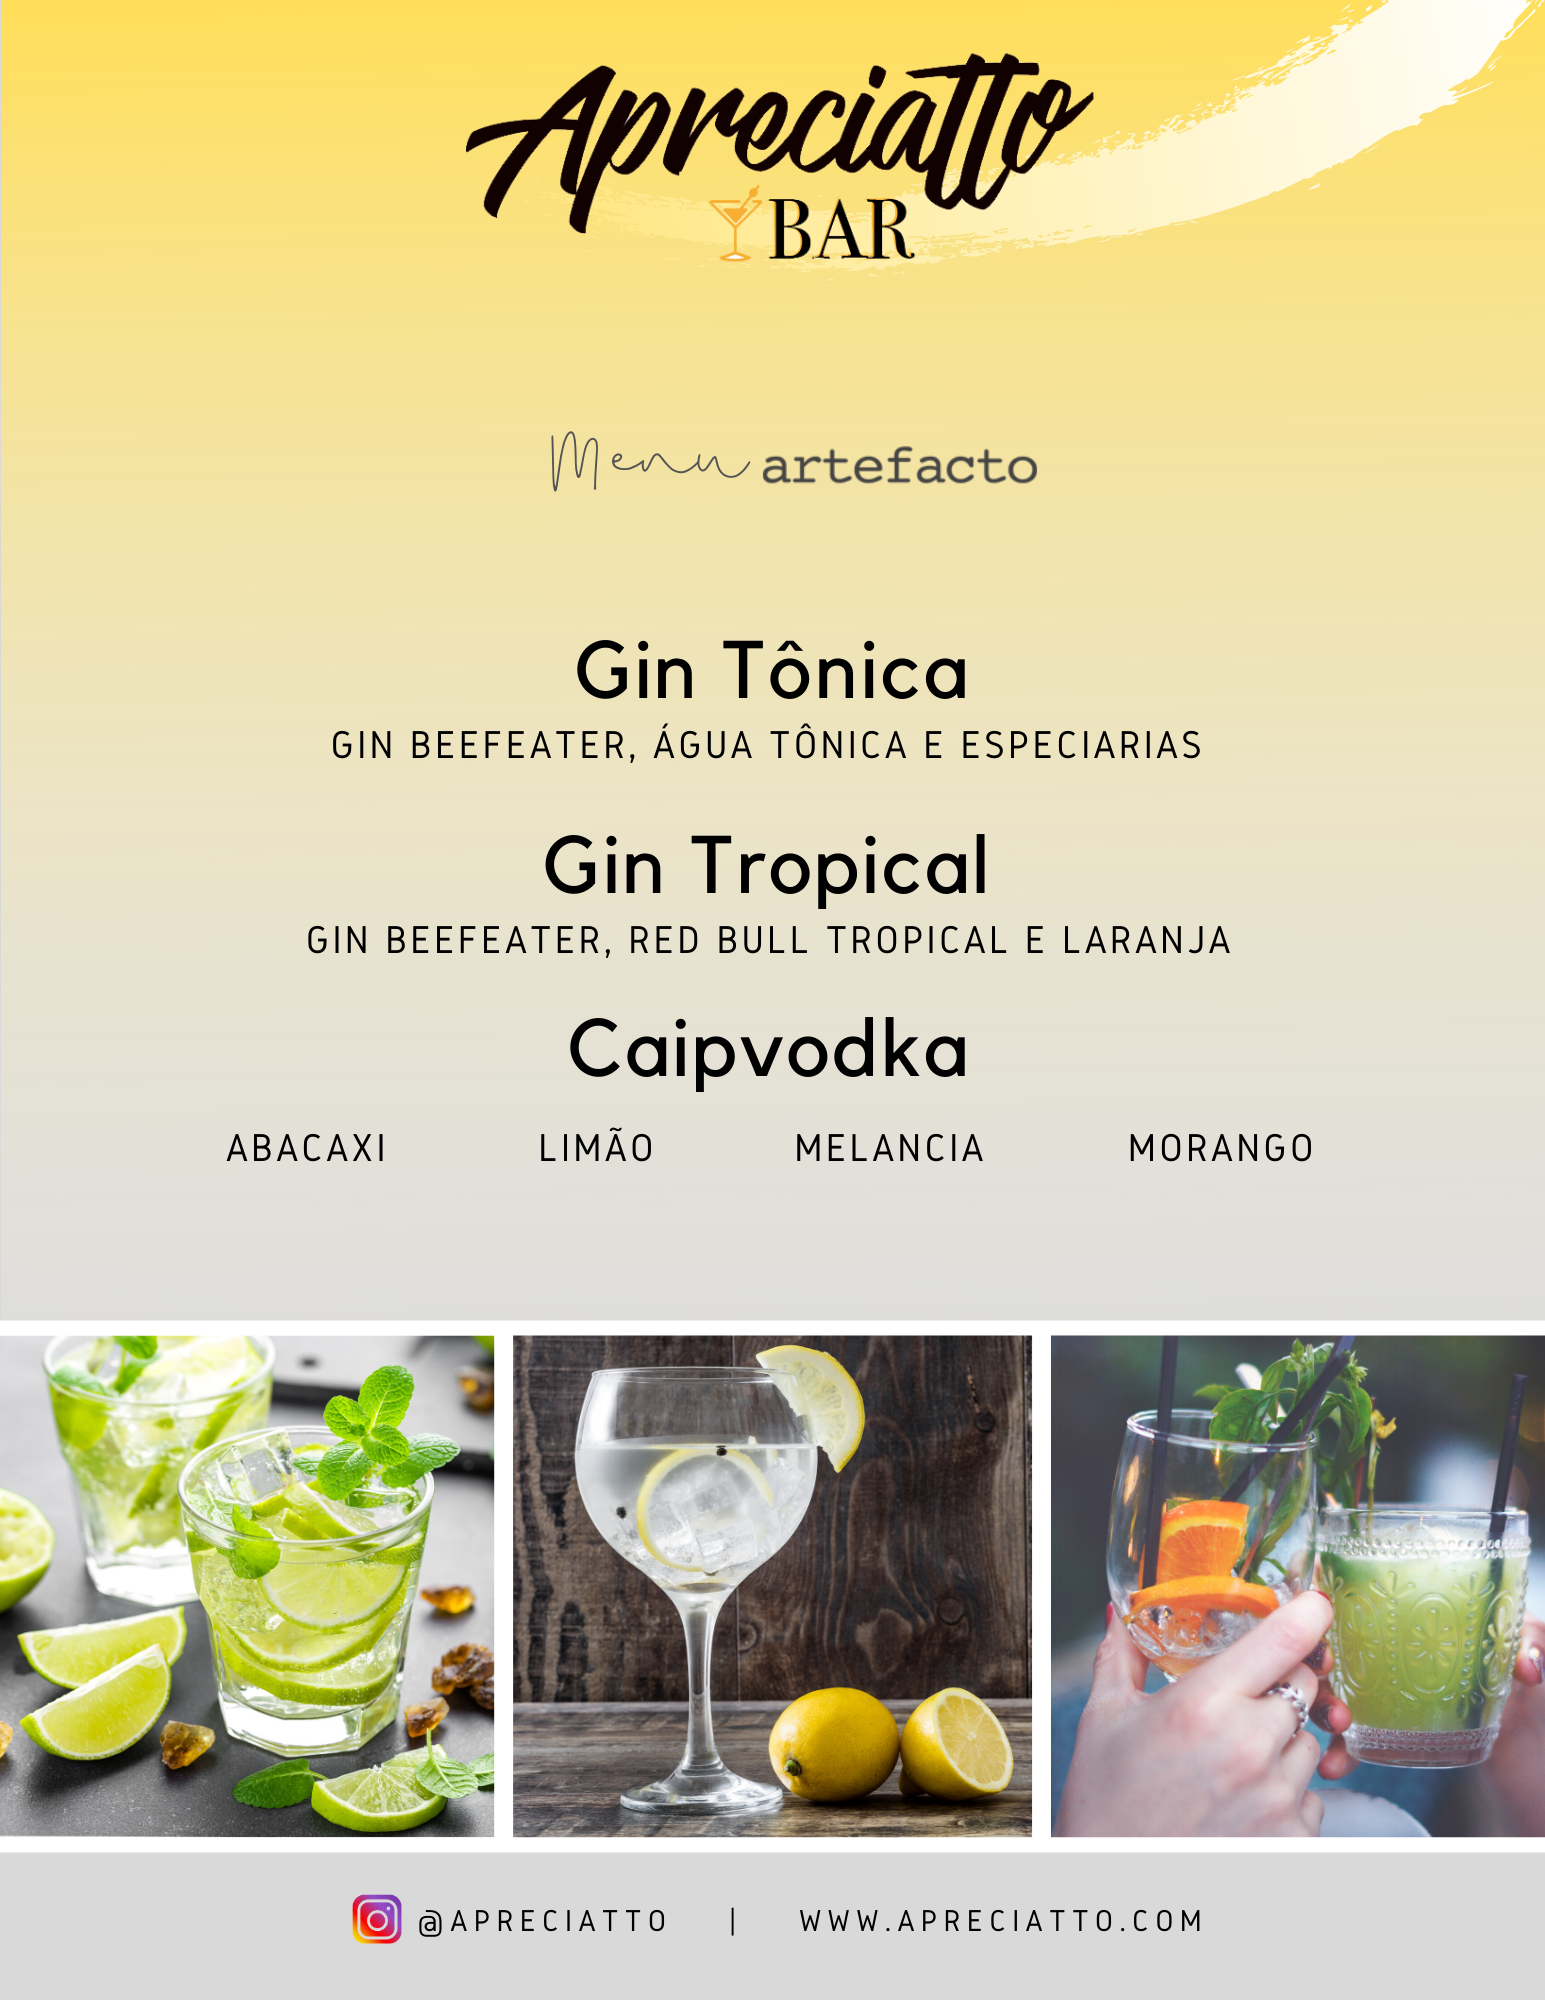 Apreciatto
BAR
Menu artefacto
Gin Tônica
GIN BEEFEATER, ÁGUA TÔNICA E ESPECIARIAS
Gin Tropical
GIN BEEFEATER, RED BULL TROPICAL E LARANJA
Caipvodka
ABACAXI LIMÃO MELANCIA MORANGO
@APRECIATTO | WWW.APRECIATTO.COM